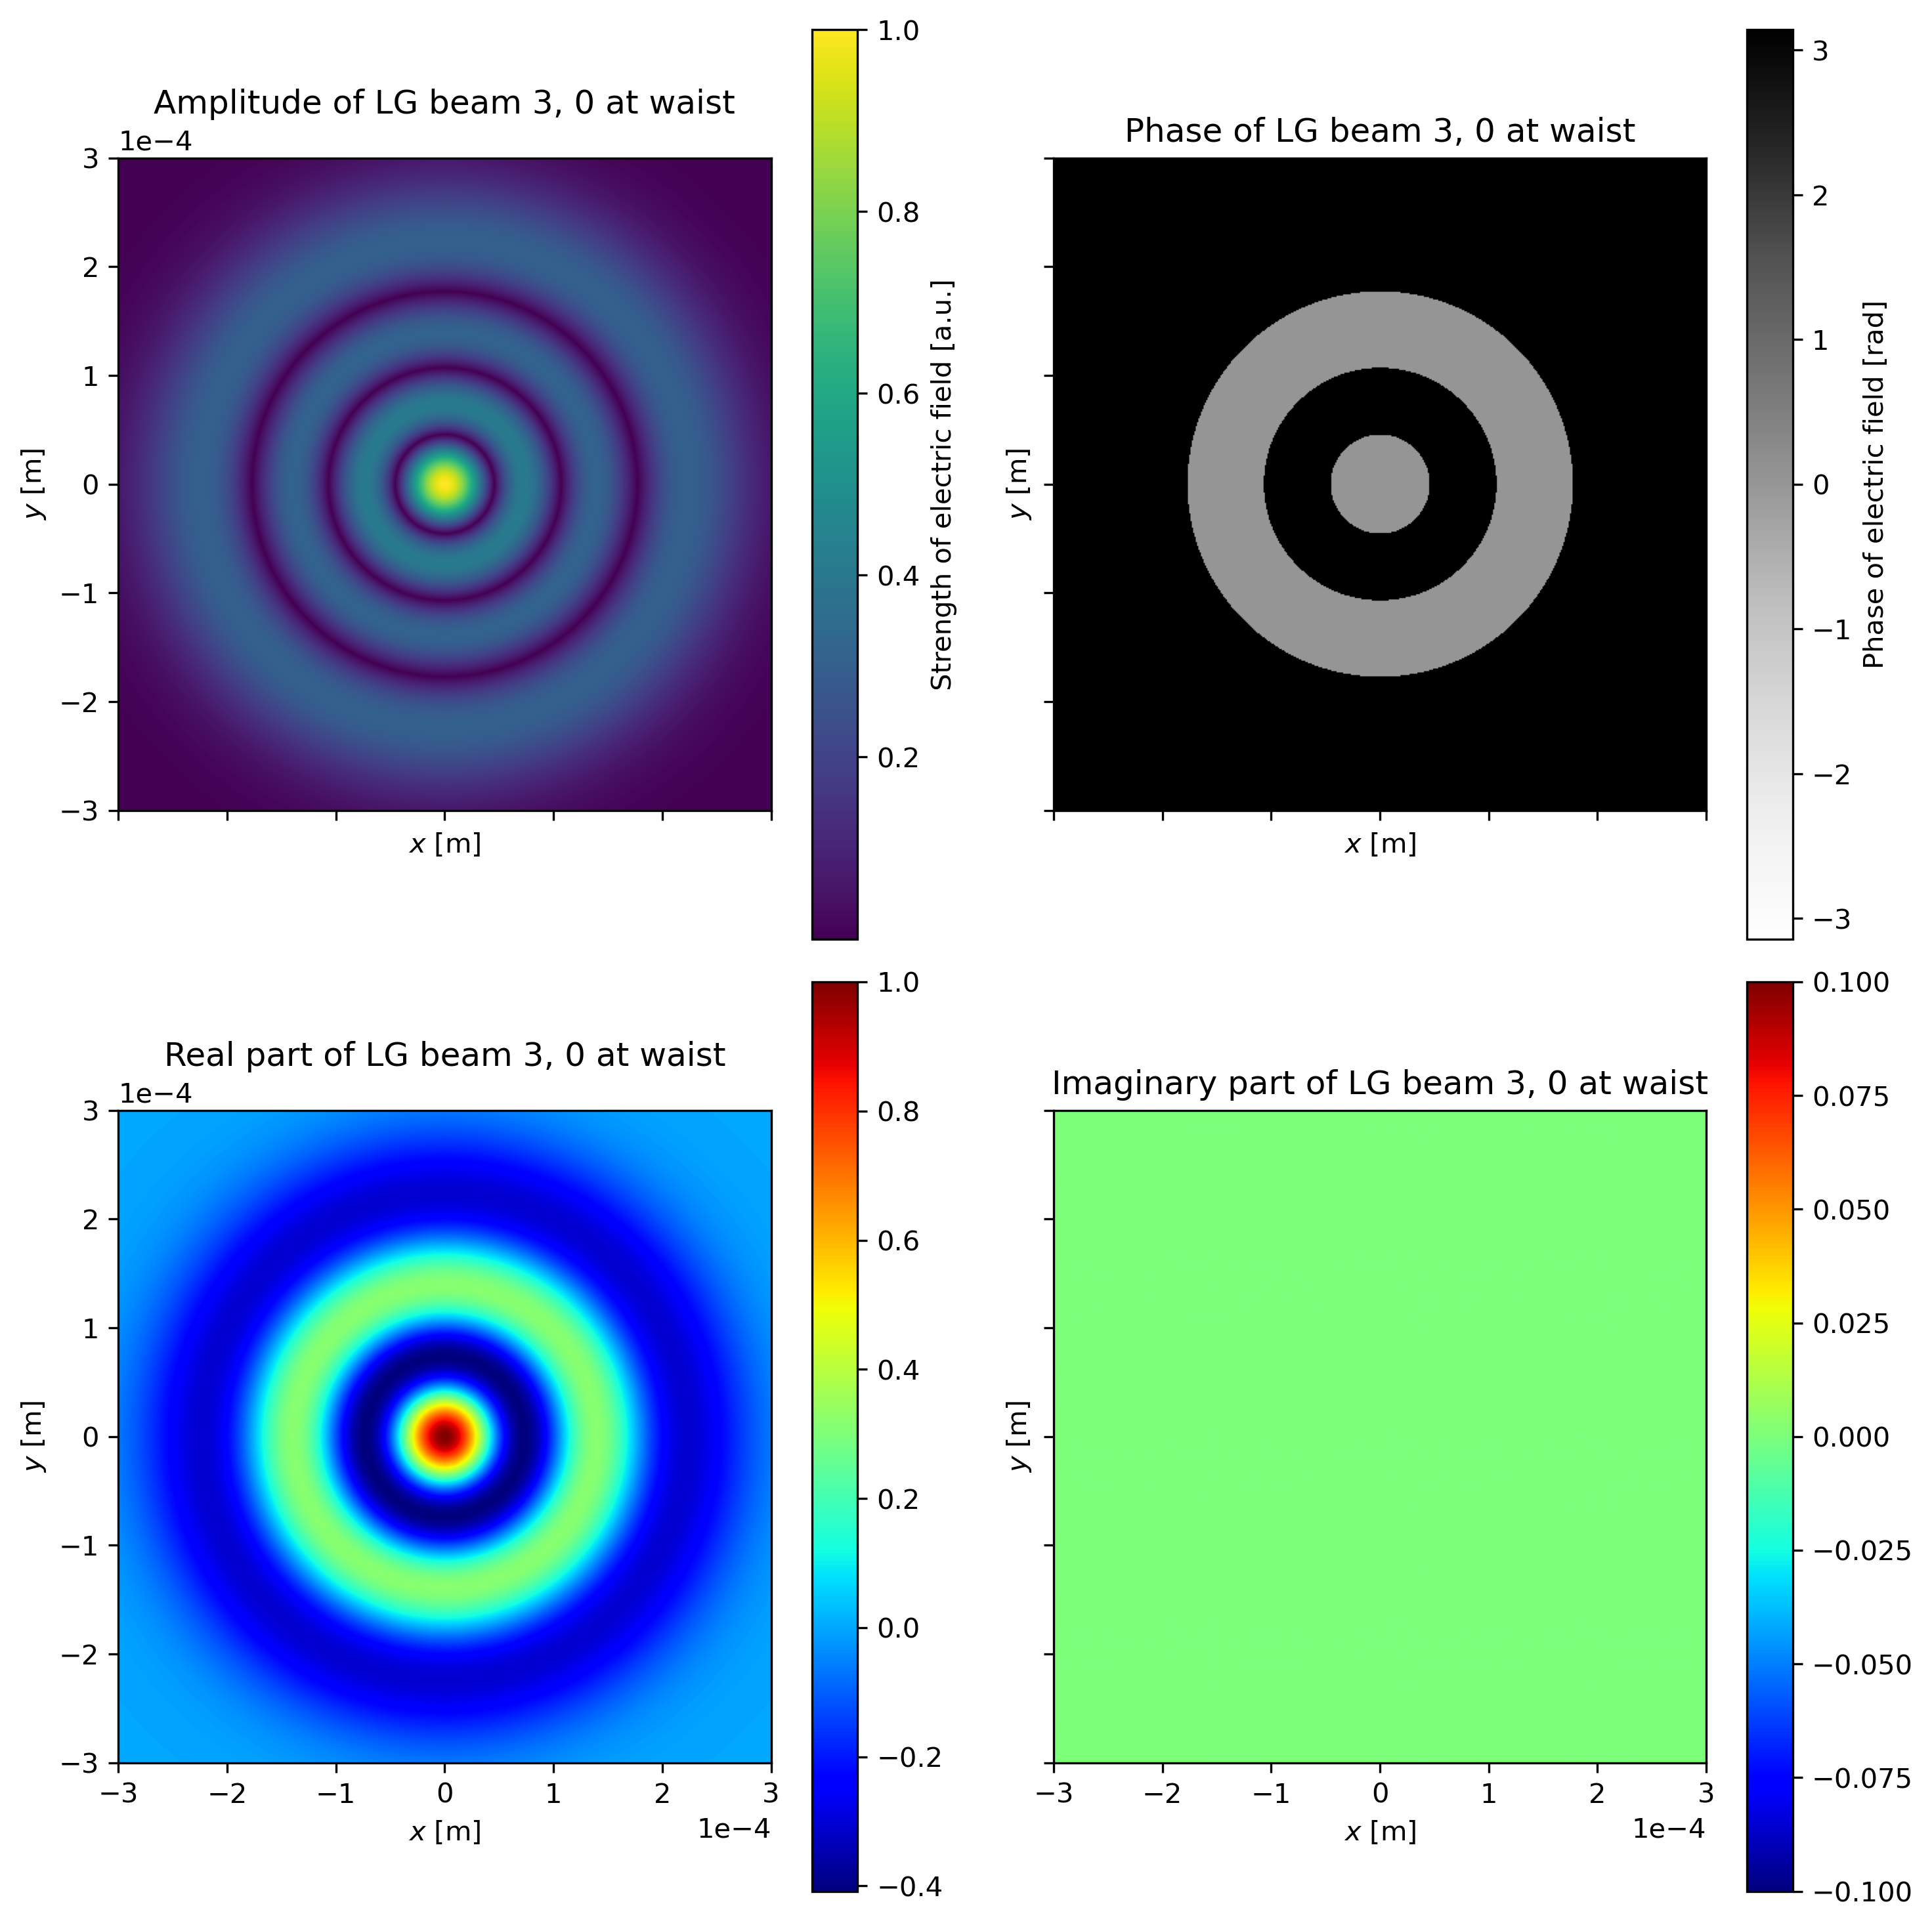 Amplitude of LG beam 3, 0 at waist
1e−4
3
2
1
0
−1
−2
−3
y [m]
x [m]
1.0
0.8
0.6
0.4
0.2
Strength of electric field [a.u.]
Phase of LG beam 3, 0 at waist
y [m]
x [m]
3
2
1
0
−1
−2
−3
Phase of electric field [rad]
Real part of LG beam 3, 0 at waist
1e−4
3
2
1
0
−1
−2
−3
y [m]
−3 −2 −1 0 1 2 3
x [m]
1e−4
1.0
0.8
0.6
0.4
0.2
0.0
−0.2
−0.4
Imaginary part of LG beam 3, 0 at waist
y [m]
−3 −2 −1 0 1 2 3
x [m]
1e−4
0.100
0.075
0.050
0.025
0.000
−0.025
−0.050
−0.075
−0.100